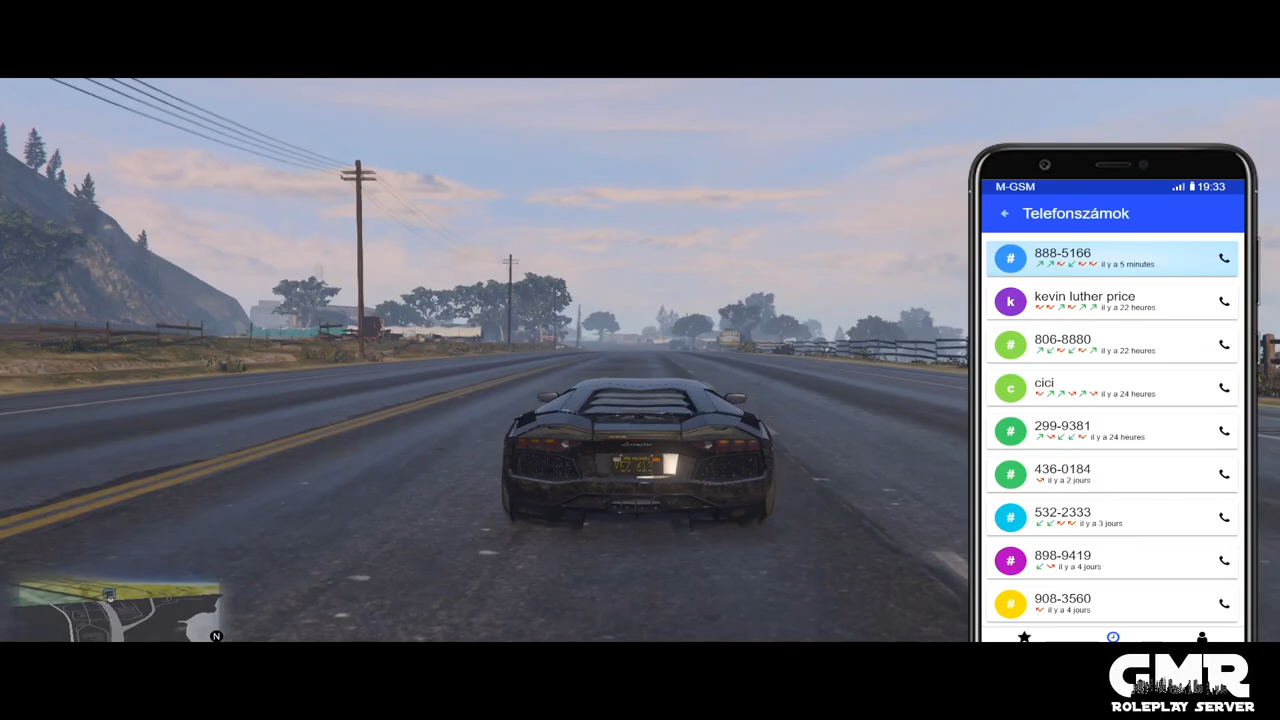 M-GSM 19:33
Telefonszámok
# 888-5166
il y a 5 minutes
k kevin luther price
il y a 22 heures
# 806-8880
il y a 22 heures
c cici
il y a 24 heures
# 299-9381
il y a 24 heures
# 436-0184
il y a 2 jours
# 532-2333
il y a 3 jours
# 898-9419
il y a 4 jours
# 908-3560
il y a 4 jours
N
GMR
ROLEPLAY SERVER